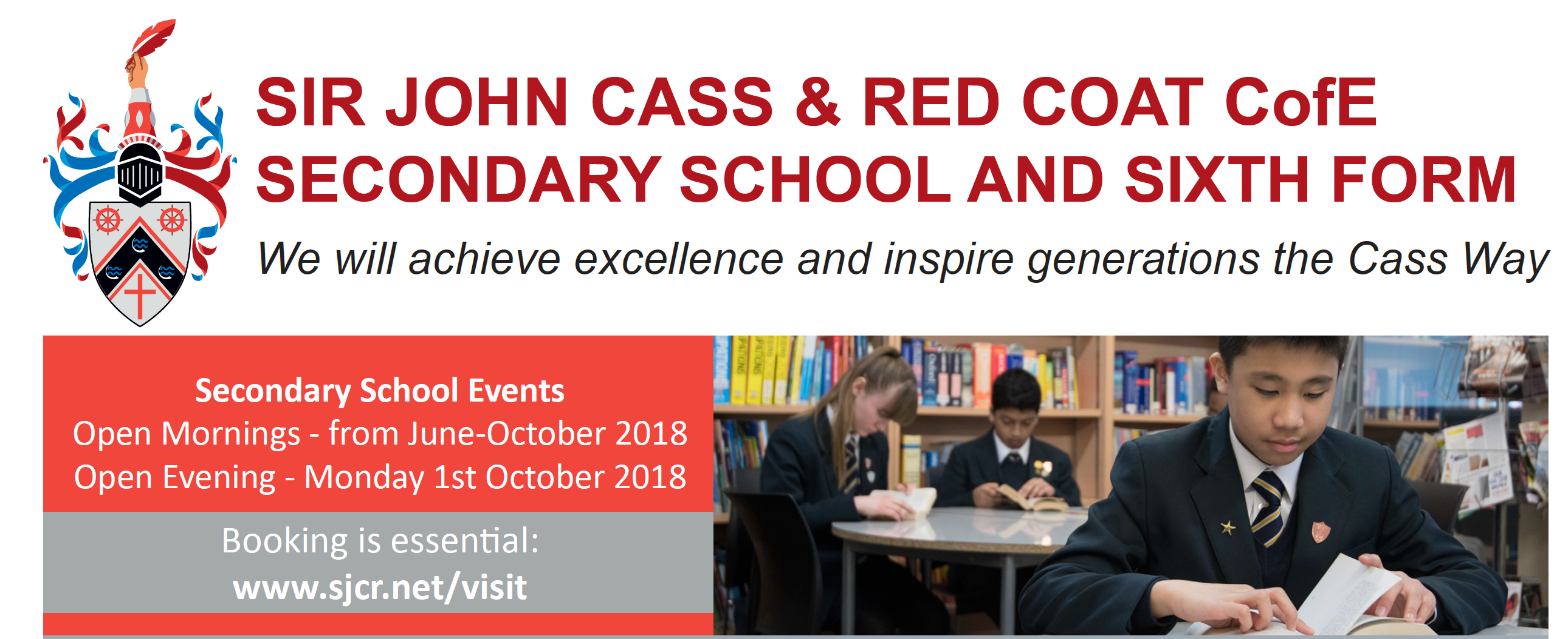 SIR JOHN CASS & RED COAT CofE
SECONDARY SCHOOL AND SIXTH FORM
We will achieve excellence and inspire generations the Cass Way
Secondary School Events
Open Mornings - from June-October 2018
Open Evening - Monday 1st October 2018
Booking is essential:
www.sjcr.net/visit